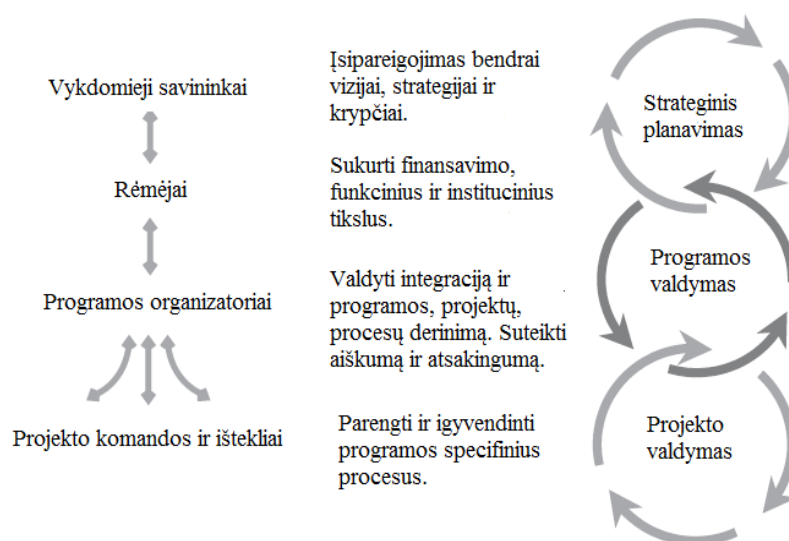 Vykdomieji savininkai
Įsipareigojimas bendrai
vizijai, strategijai ir
krypčiai.
Strateginis
planavimas
Rėmėjai
Sukurti finansavimo,
funkcinius ir institucinius
tikslus.
Programos organizatoriai
Valdyti integraciją ir
programos, projektų,
procesų derinimą. Suteikti
aiškumą ir atsakingumą.
Programos
valdymas
Projekto komandos ir ištekliai
Parengti ir igyvendinti
programos specifinius
procesus.
Projekto
valdymas